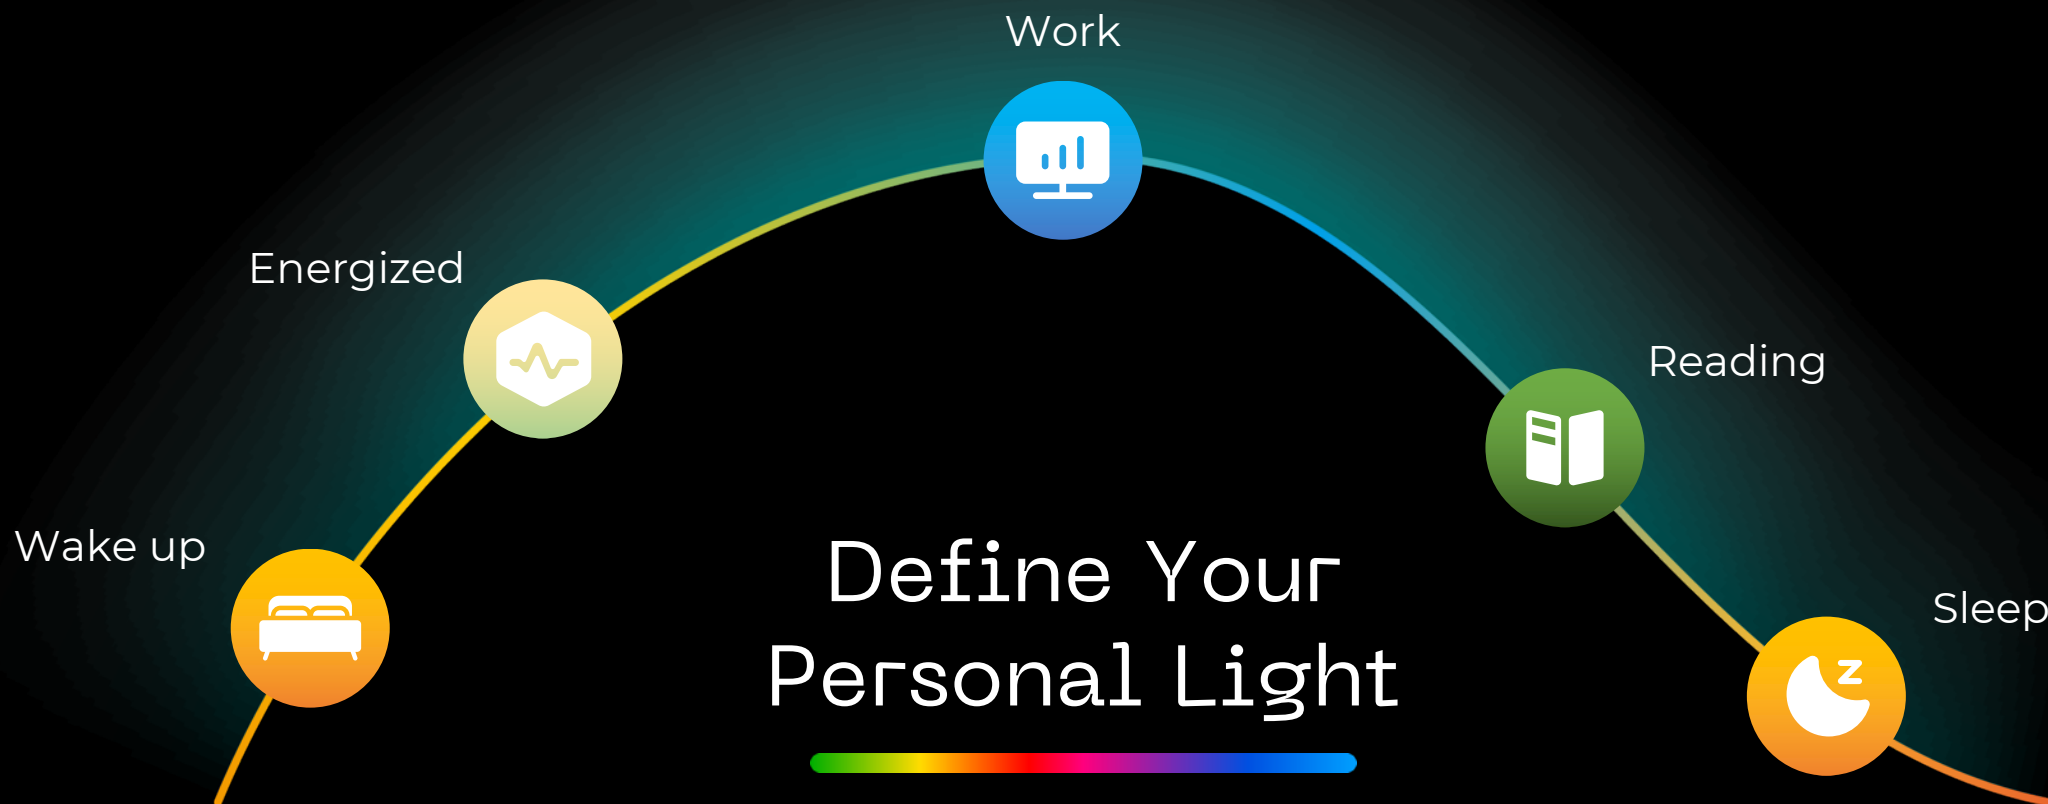 Work
Energized
Reading
Wake up
Define Your
Sleep
Personal Light